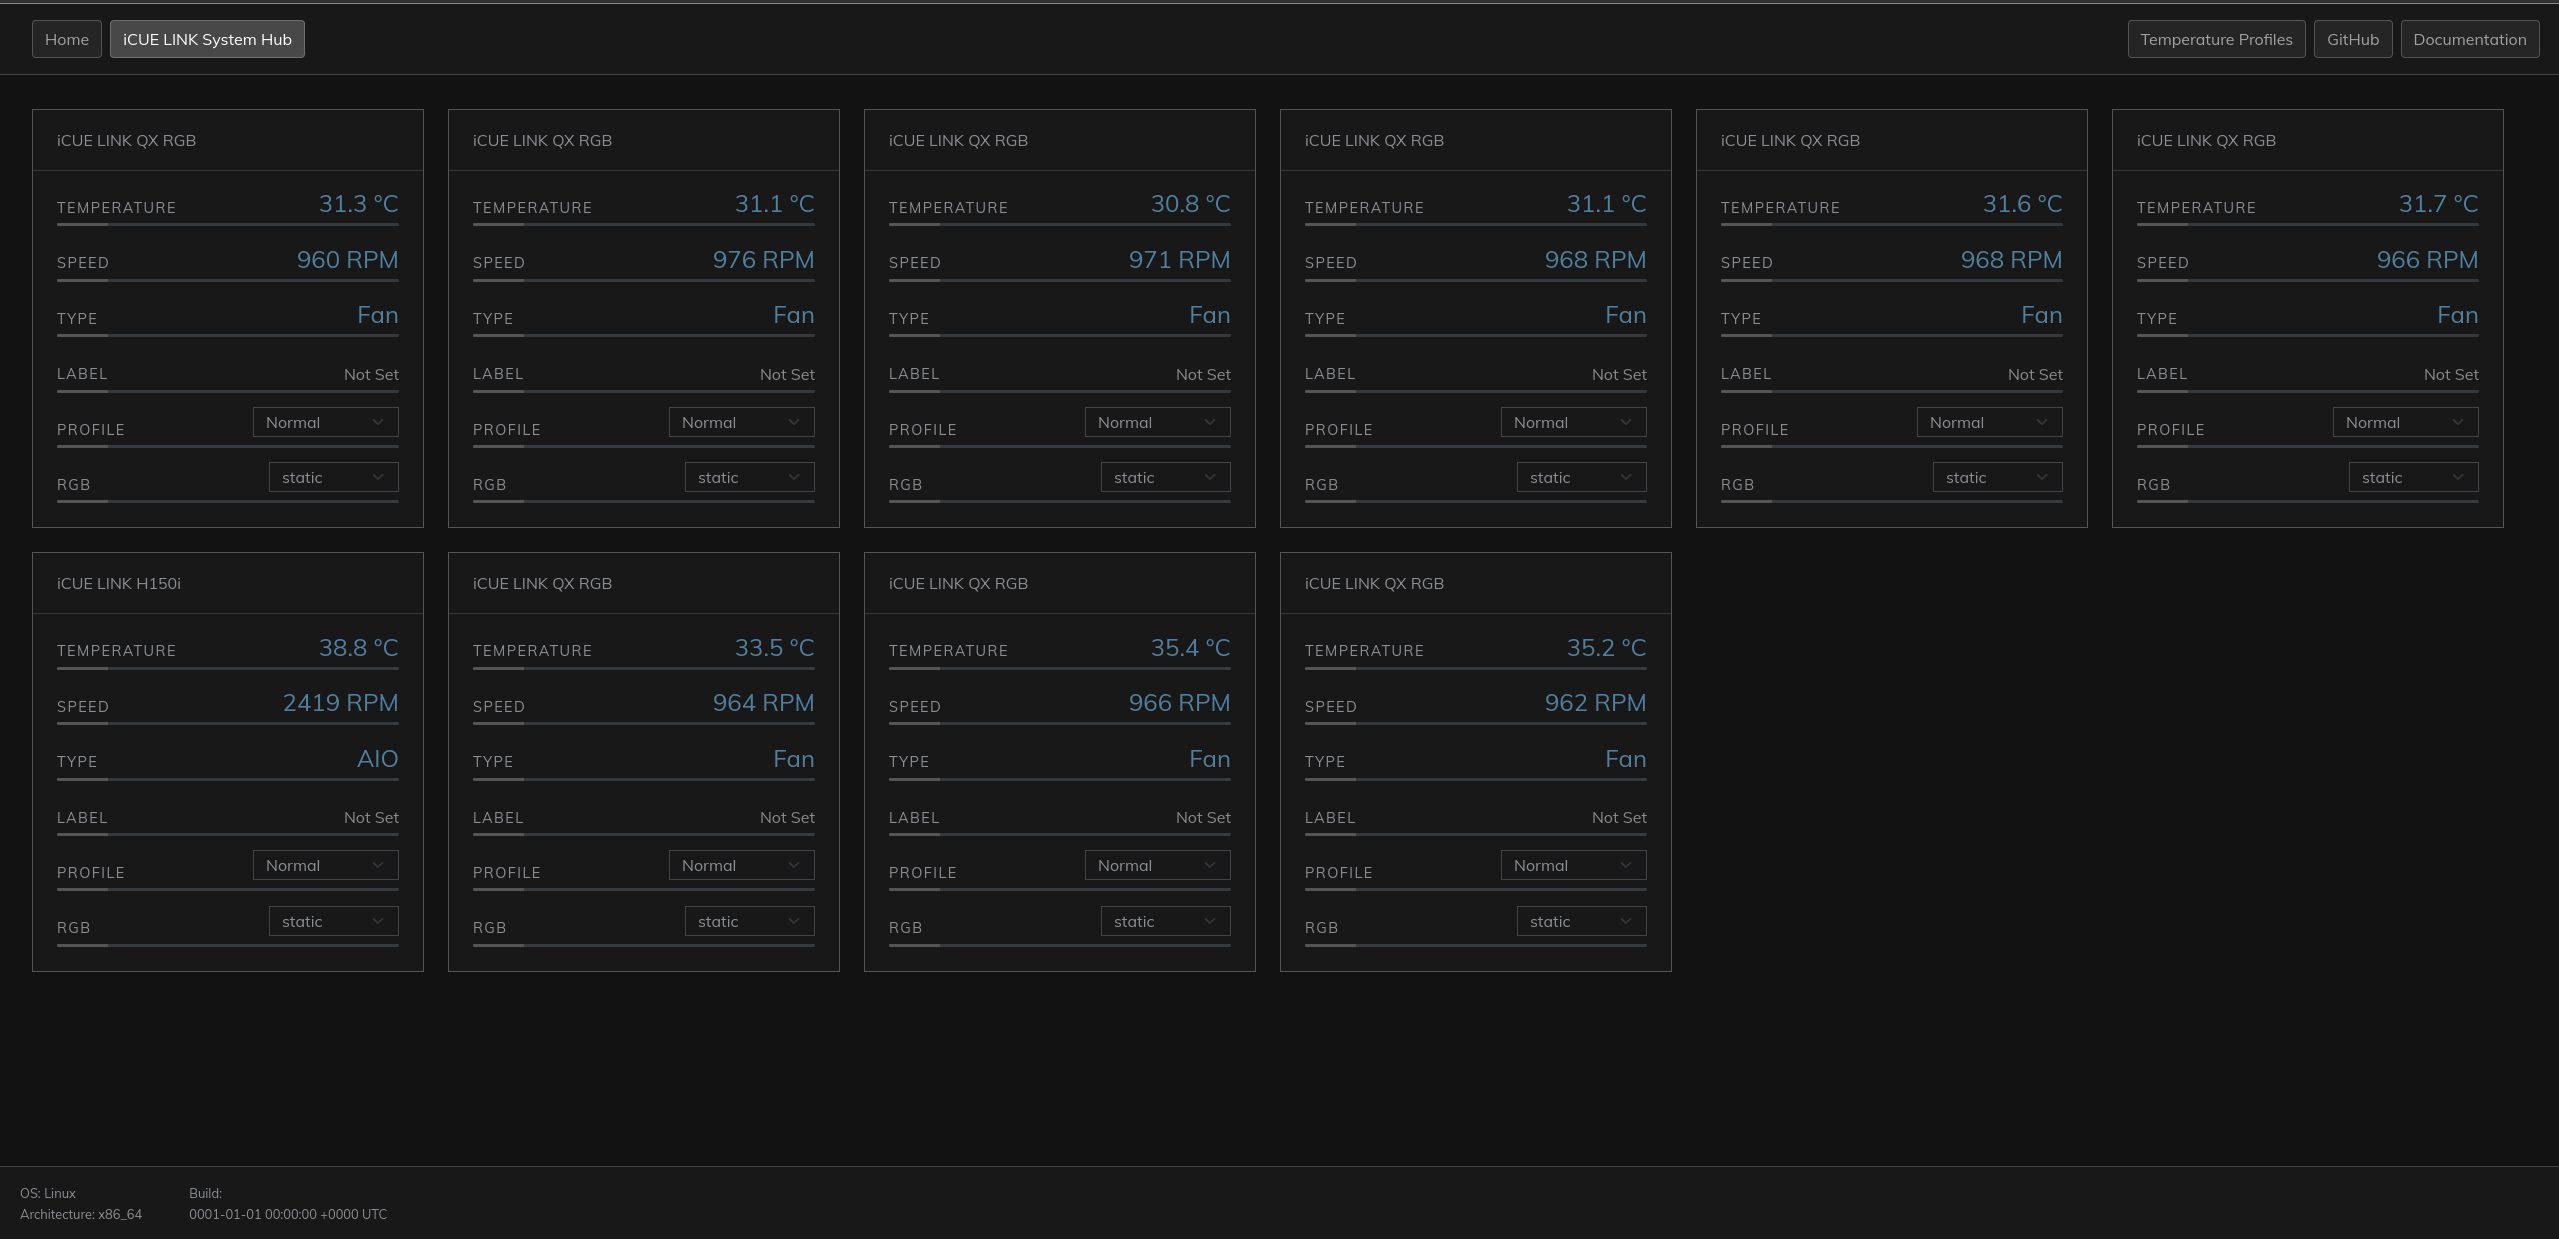 Home
iCUE LINK System Hub
Temperature Profiles
GitHub
Documentation
iCUE LINK QX RGB
TEMPERATURE 31.3 °C
SPEED 960 RPM
TYPE Fan
LABEL Not Set
PROFILE Normal
RGB static
iCUE LINK QX RGB
TEMPERATURE 31.1 °C
SPEED 976 RPM
TYPE Fan
LABEL Not Set
PROFILE Normal
RGB static
iCUE LINK QX RGB
TEMPERATURE 30.8 °C
SPEED 971 RPM
TYPE Fan
LABEL Not Set
PROFILE Normal
RGB static
iCUE LINK QX RGB
TEMPERATURE 31.1 °C
SPEED 968 RPM
TYPE Fan
LABEL Not Set
PROFILE Normal
RGB static
iCUE LINK QX RGB
TEMPERATURE 31.6 °C
SPEED 968 RPM
TYPE Fan
LABEL Not Set
PROFILE Normal
RGB static
iCUE LINK QX RGB
TEMPERATURE 31.7 °C
SPEED 966 RPM
TYPE Fan
LABEL Not Set
PROFILE Normal
RGB static
iCUE LINK H150i
TEMPERATURE 38.8 °C
SPEED 2419 RPM
TYPE AIO
LABEL Not Set
PROFILE Normal
RGB static
iCUE LINK QX RGB
TEMPERATURE 33.5 °C
SPEED 964 RPM
TYPE Fan
LABEL Not Set
PROFILE Normal
RGB static
iCUE LINK QX RGB
TEMPERATURE 35.4 °C
SPEED 966 RPM
TYPE Fan
LABEL Not Set
PROFILE Normal
RGB static
iCUE LINK QX RGB
TEMPERATURE 35.2 °C
SPEED 962 RPM
TYPE Fan
LABEL Not Set
PROFILE Normal
RGB static
OS: Linux
Architecture: x86_64
Build:
0001-01-01 00:00:00 +0000 UTC